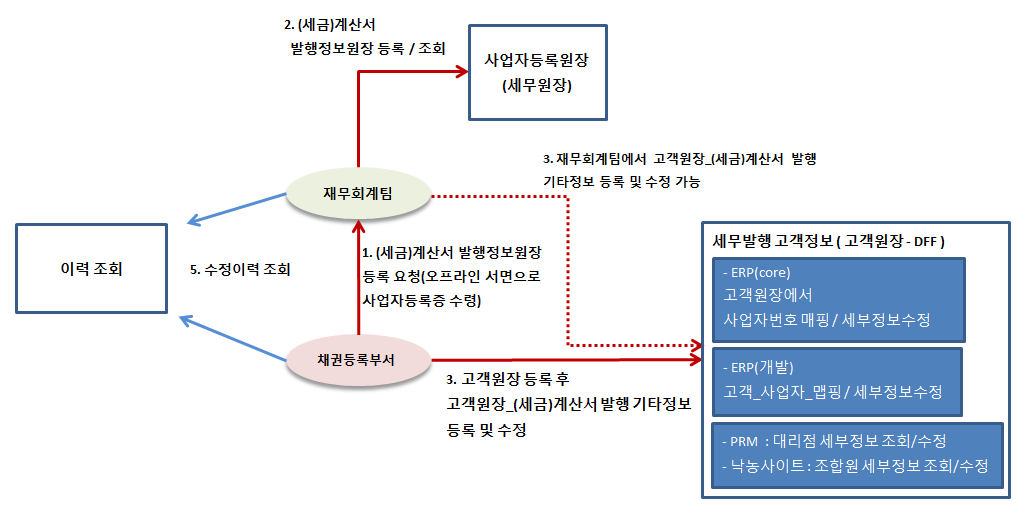 2. (세금)계산서
발행정보원장 등록 / 조회
사업자등록원장
(세무원장)
3. 재무회계팀에서 고객원장_(세금)계산서 발행
기타정보 등록 및 수정 가능
재무회계팀
이력 조회
5. 수정이력 조회
1. (세금)계산서 발행정보원장
등록 요청(오프라인 서면으로
사업자등록증 수령)
채권등록부서
3. 고객원장 등록 후
고객원장_(세금)계산서 발행 기타정보
등록 및 수정
세무발행 고객정보 ( 고객원장 - DFF )
- ERP(core)
고객원장에서
사업자번호 매핑 / 세부정보수정
- ERP(개발)
고객_사업자_맵핑 / 세부정보수정
- PRM : 대리점 세부정보 조회/수정
- 낙농사이트 : 조합원 세부정보 조회/수정